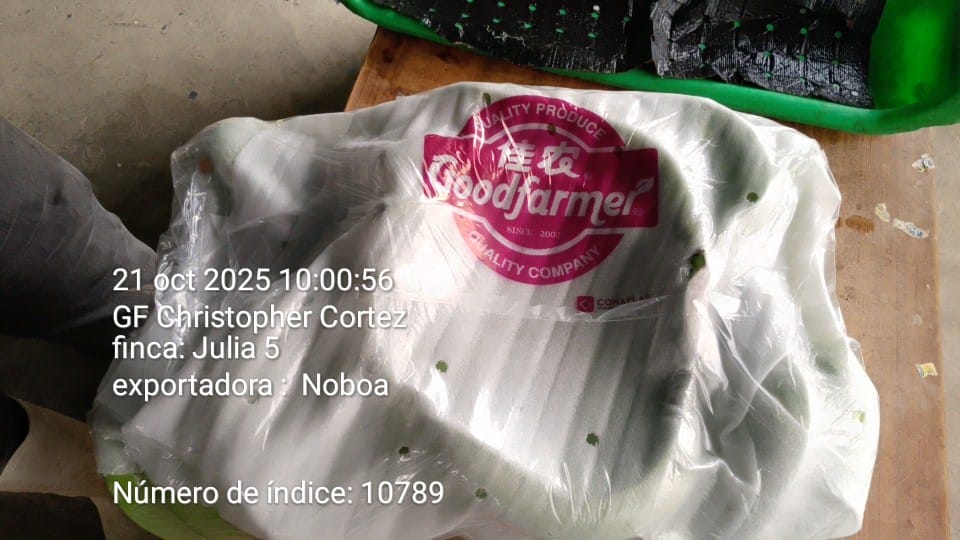 QUALITY PRODUCE
佳农
Goodfarmer
SINCE 2002
QUALITY COMPANY
21 oct 2025 10:00:56
GF Christopher Cortez
finca: Julia 5
exportadora : Noboa
Número de índice: 10789